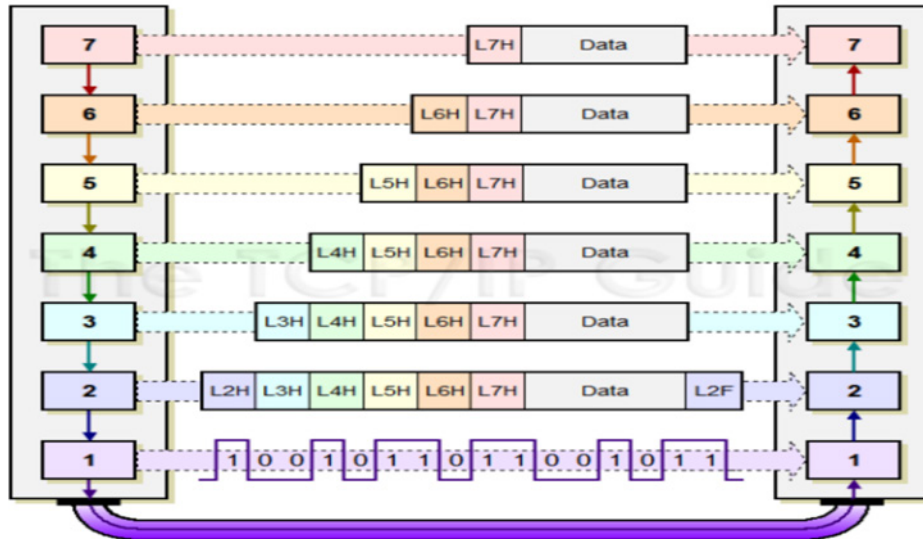 7 L7H Data 7
6 L6H L7H Data 6
5 L5H L6H L7H Data 5
4 L4H L5H L6H L7H Data 4
The TCP/IP Guide
3 L3H L4H L5H L6H L7H Data 3
2 L2H L3H L4H L5H L6H L7H Data L2F 2
1 1 0 0 1 0 1 1 0 1 1 0 0 1 0 1 1 1